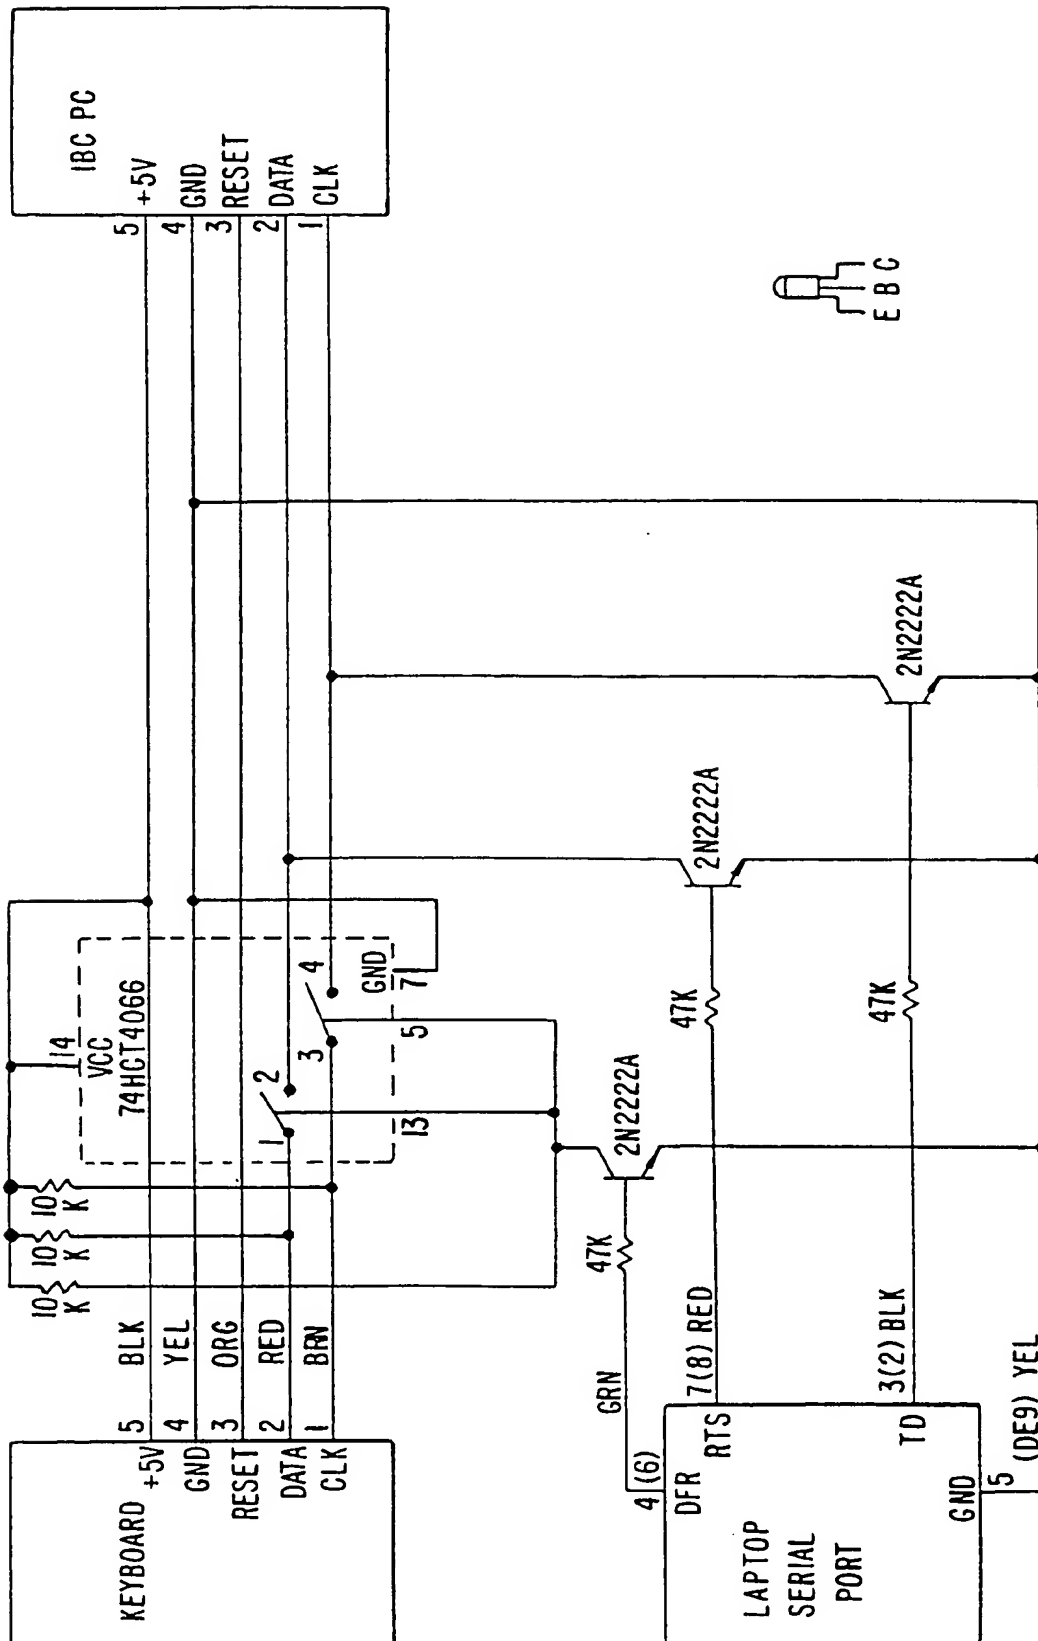 KEYBOARD
+5V
GND
RESET
DATA
CLK
5
4
3
2
1
BLK
YEL
ORG
RED
BRN
10
K
10
K
10
K
14
VCC
74HCT4066
1
2
3
4
13
5
GND
7
IBC PC
5
4
3
2
1
+5V
GND
RESET
DATA
CLK
LAPTOP
SERIAL
PORT
DFR
RTS
TD
GND
4 (6)
GRN
7(8) RED
3(2) BLK
5
(DE9) YEL
47K
47K
47K
2N2222A
2N2222A
2N2222A
E B C